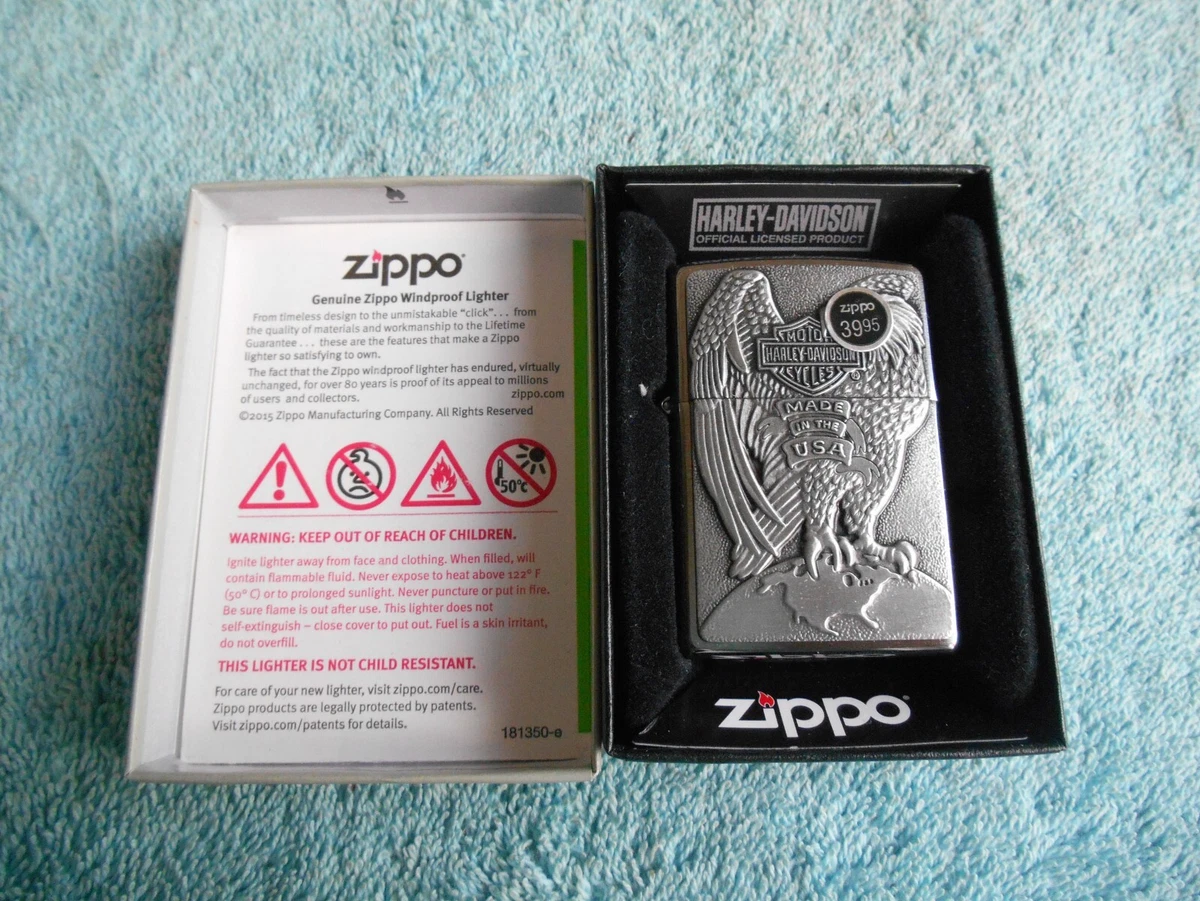 zippo
Genuine Zippo Windproof Lighter
From timeless design to the unmistakable “click”. . . from
the quality of materials and workmanship to the Lifetime
Guarantee . . . these are the features that make a Zippo
lighter so satisfying to own.
The fact that the Zippo windproof lighter has endured, virtually
unchanged, for over 80 years is proof of its appeal to millions
of users and collectors.
zippo.com
©2015 Zippo Manufacturing Company. All Rights Reserved
50°C
WARNING: KEEP OUT OF REACH OF CHILDREN.
Ignite lighter away from face and clothing. When filled, will
contain flammable fluid. Never expose to heat above 122° F
(50° C) or to prolonged sunlight. Never puncture or put in fire.
Be sure flame is out after use. This lighter does not
self-extinguish – close cover to put out. Fuel is a skin irritant,
do not overfill.
THIS LIGHTER IS NOT CHILD RESISTANT.
For care of your new lighter, visit zippo.com/care.
Zippo products are legally protected by patents.
Visit zippo.com/patents for details.
181350-e
HARLEY-DAVIDSON
OFFICIAL LICENSED PRODUCT
zippo
3995
MOTOR
HARLEY-DAVIDSON
CYCLES®
MADE
IN THE
USA
zippo